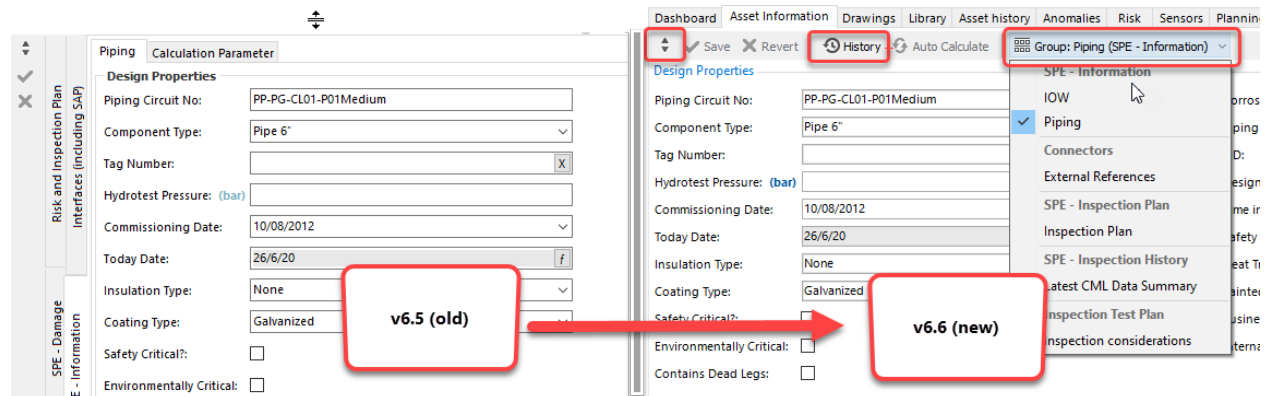 Piping Calculation Parameter
Design Properties
Piping Circuit No: PP-PG-CL01-P01Medium
Component Type: Pipe 6"
Tag Number: X
Hydrotest Pressure: (bar)
Commissioning Date: 10/08/2012
Today Date: 26/6/20 f
Insulation Type: None
Coating Type: Galvanized
Safety Critical?:
Environmentally Critical:
Risk and Inspection Plan
Interfaces (including SAP)
SPE - Damage
E - Information
v6.5 (old)
Dashboard Asset Information Drawings Library Asset history Anomalies Risk Sensors Plannin
Save Revert History Auto Calculate Group: Piping (SPE - Information)
Design Properties
Piping Circuit No: PP-PG-CL01-P01Medium
Component Type: Pipe 6"
Tag Number:
Hydrotest Pressure: (bar)
Commissioning Date: 10/08/2012
Today Date: 26/6/20
Insulation Type: None
Coating Type: Galvanized
Safety Critical?:
Environmentally Critical:
Contains Dead Legs:
SPE - Information
IOW
Piping
Connectors
External References
SPE - Inspection Plan
Inspection Plan
SPE - Inspection History
Latest CML Data Summary
Inspection Test Plan
Inspection considerations
v6.6 (new)